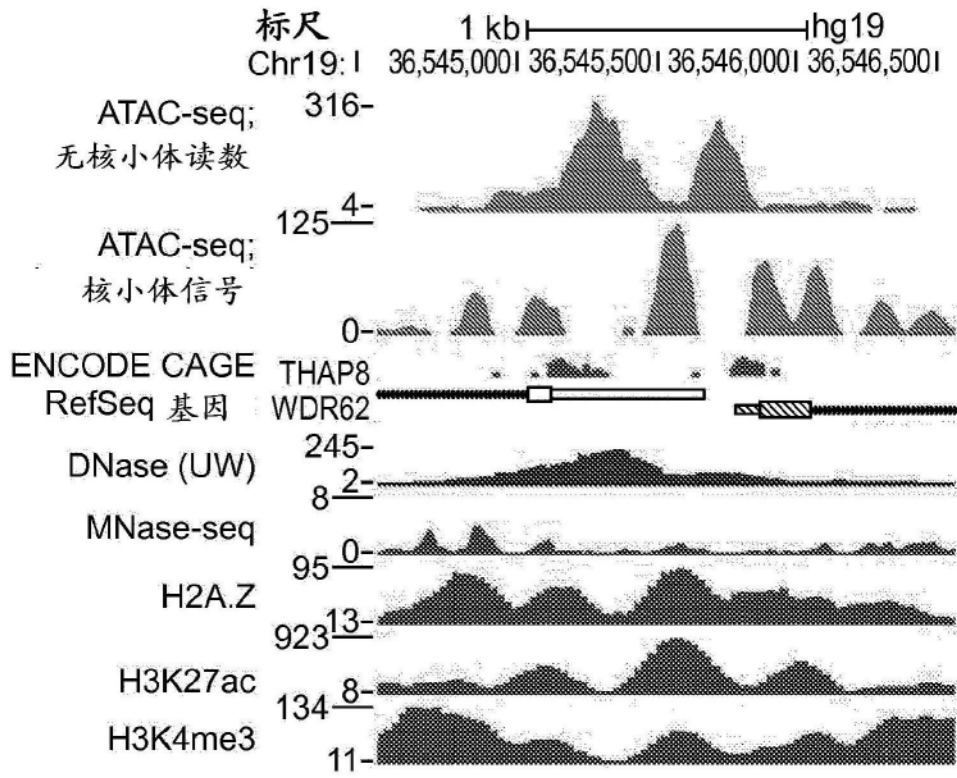 标尺 1 kb hg19
Chr19: 36,545,000 36,545,500 36,546,000 36,546,500
ATAC-seq; 316
无核小体读数
4
125
ATAC-seq;
核小体信号
0
ENCODE CAGE THAP8
RefSeq 基因 WDR62
245
DNase (UW) 2
8
MNase-seq
0
95
H2A.Z
13
923
H3K27ac 8
134
H3K4me3
11